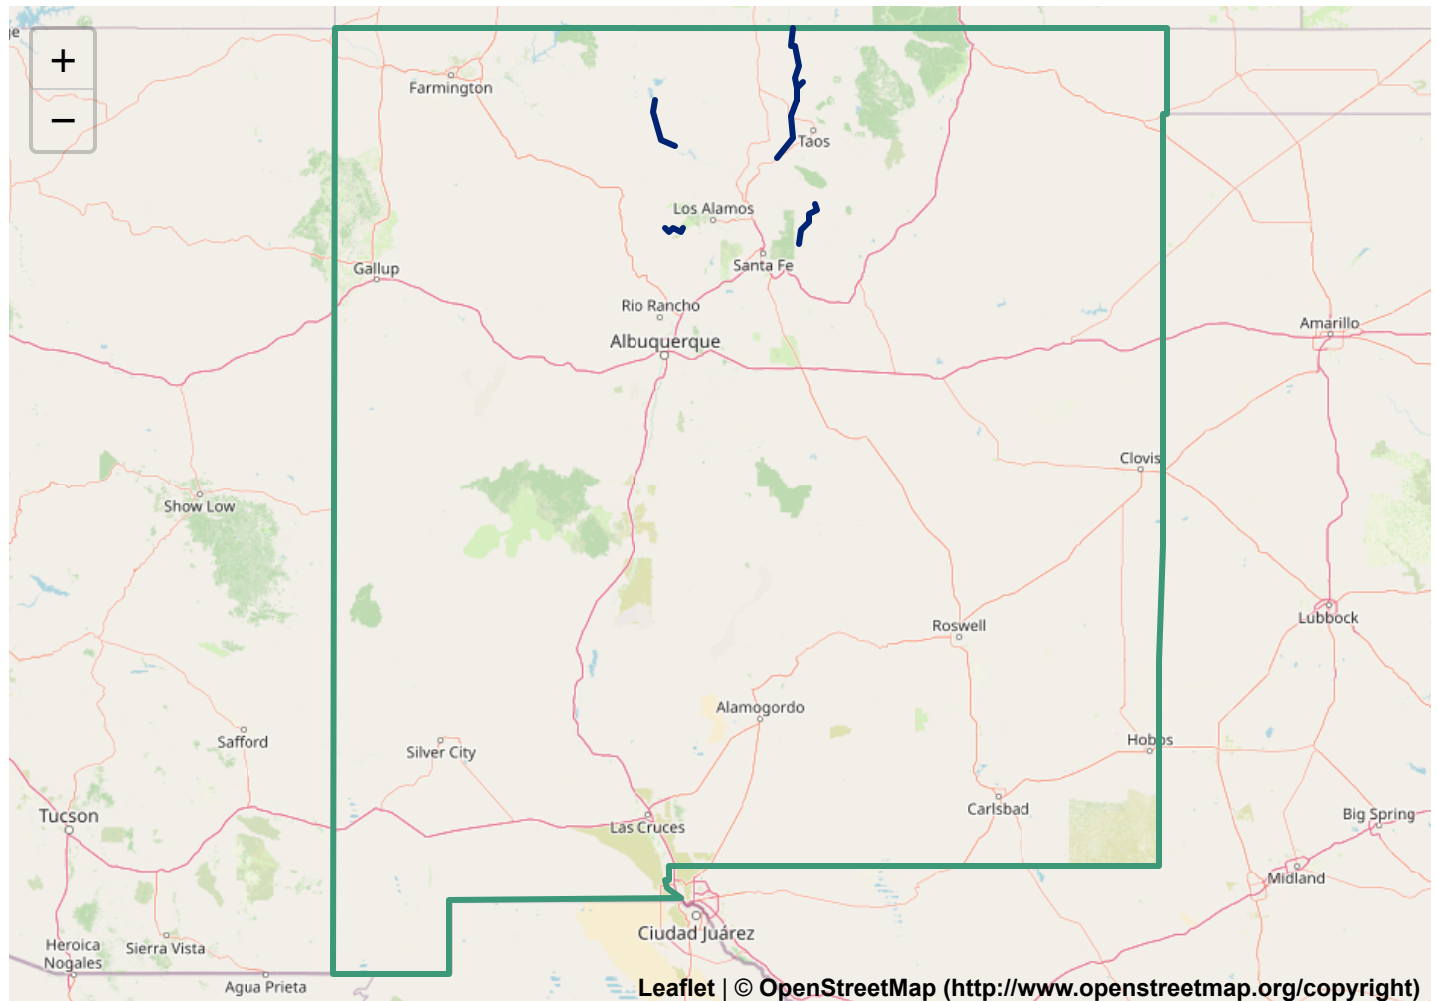 ge
+
−
Farmington
Taos
Los Alamos
Gallup
Santa Fe
Rio Rancho
Albuquerque
Amarillo
Clovis
Show Low
Roswell
Lubbock
Alamogordo
Safford
Silver City
Hobbs
Carlsbad
Tucson
Las Cruces
Big Spring
Midland
Ciudad Juárez
Heroica
Nogales
Sierra Vista
Agua Prieta
Leaflet | © OpenStreetMap (http://www.openstreetmap.org/copyright)